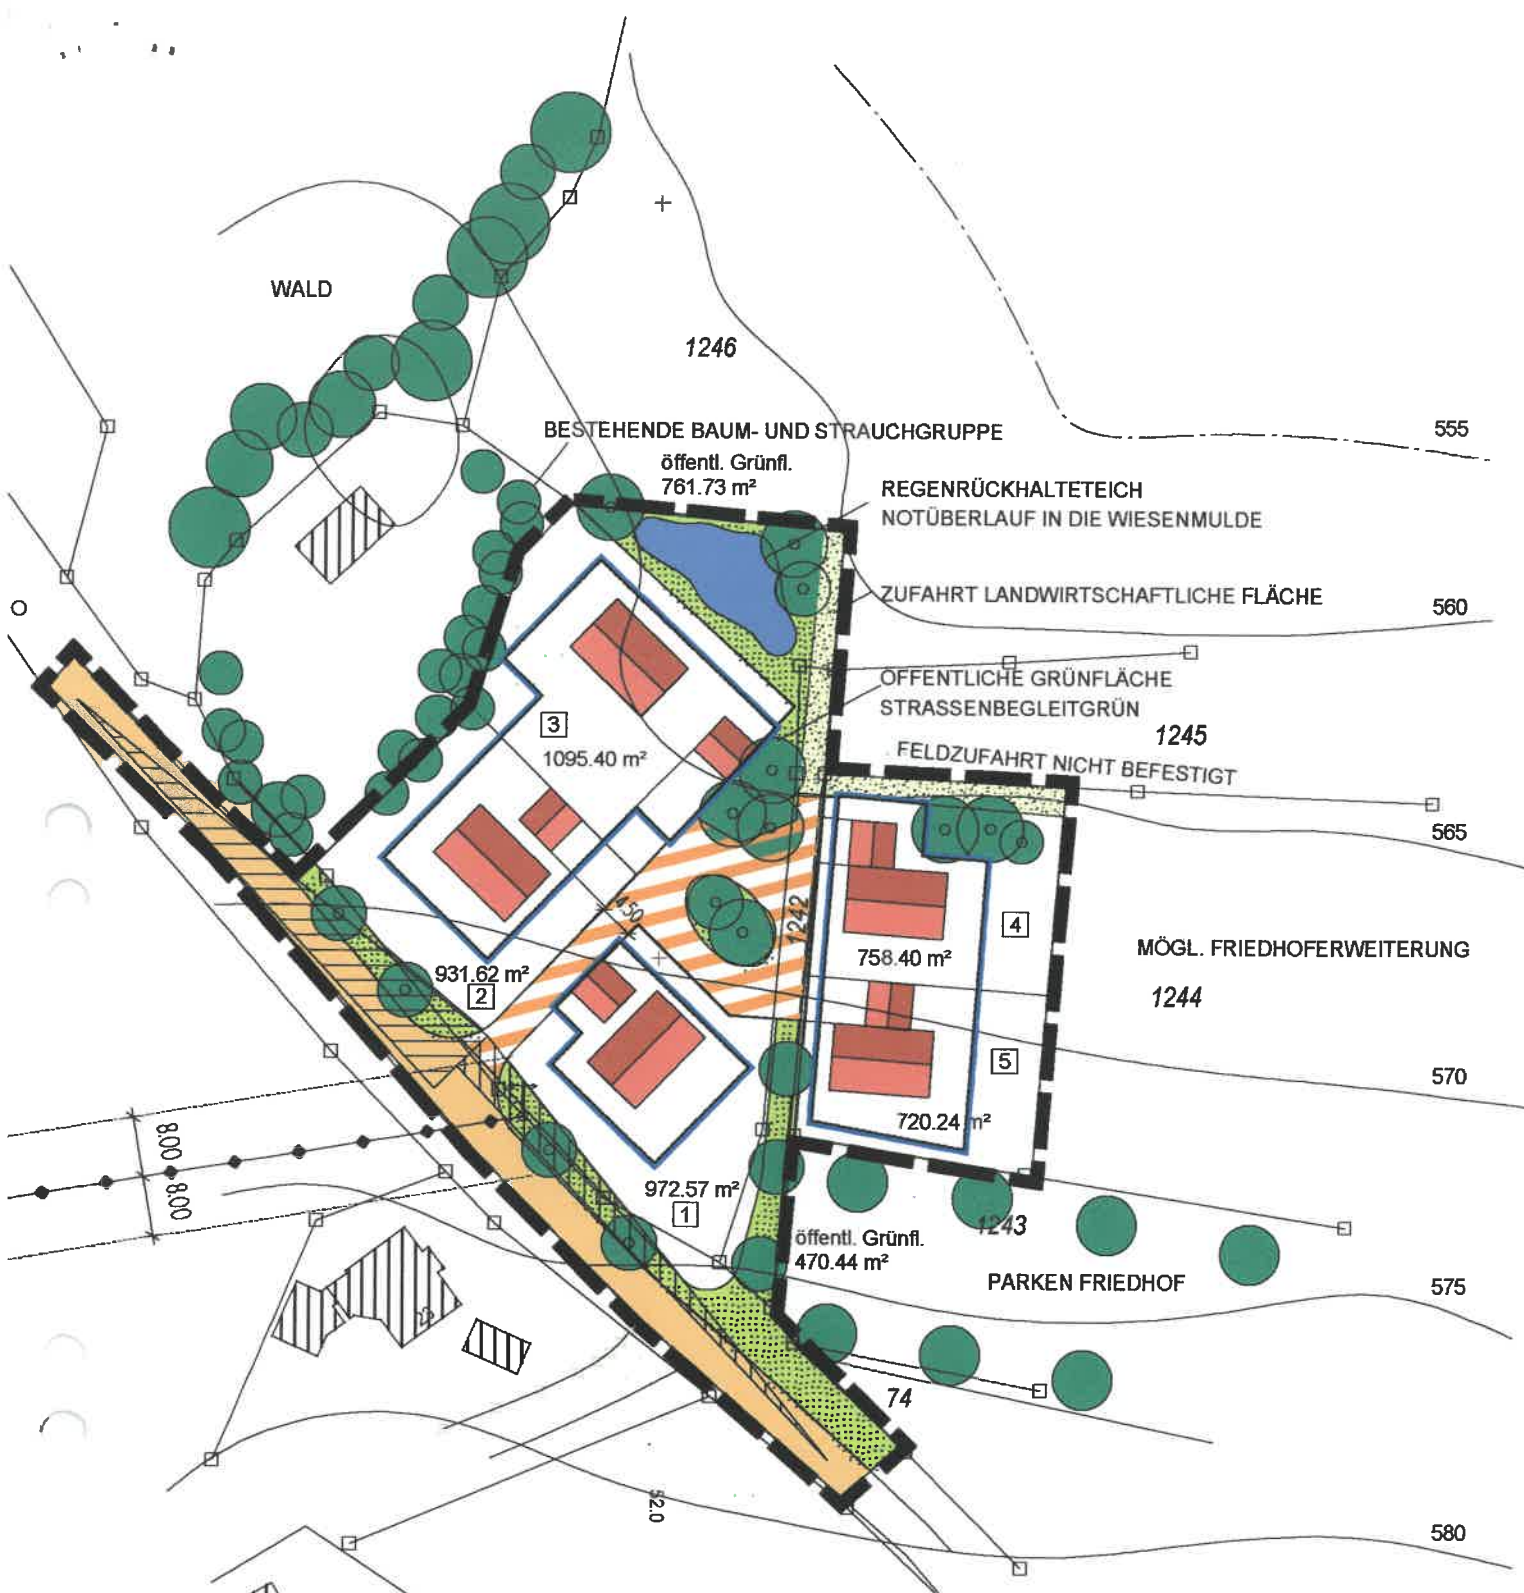 WALD
1246
BESTEHENDE BAUM- UND STRAUCHGRUPPE
öffentl. Grünfl.
761.73 m²
555
REGENRÜCKHALTETEICH
NOTÜBERLAUF IN DIE WIESENMULDE
ZUFAHRT LANDWIRTSCHAFTLICHE FLÄCHE
560
OFFENTLICHE GRÜNFLÄCHE
STRASSENBEGLEITGRÜN
1245
3
1095.40 m²
FELDZUFAHRT NICHT BEFESTIGT
565
450
1242
4
758.40 m²
MÖGL. FRIEDHOFERWEITERUNG
1244
931.62 m²
2
5
570
720.24 m²
8.00
8.00
972.57 m²
1
öffentl. Grünfl.
470.44 m²
1243
PARKEN FRIEDHOF
575
23
74
52.0
580